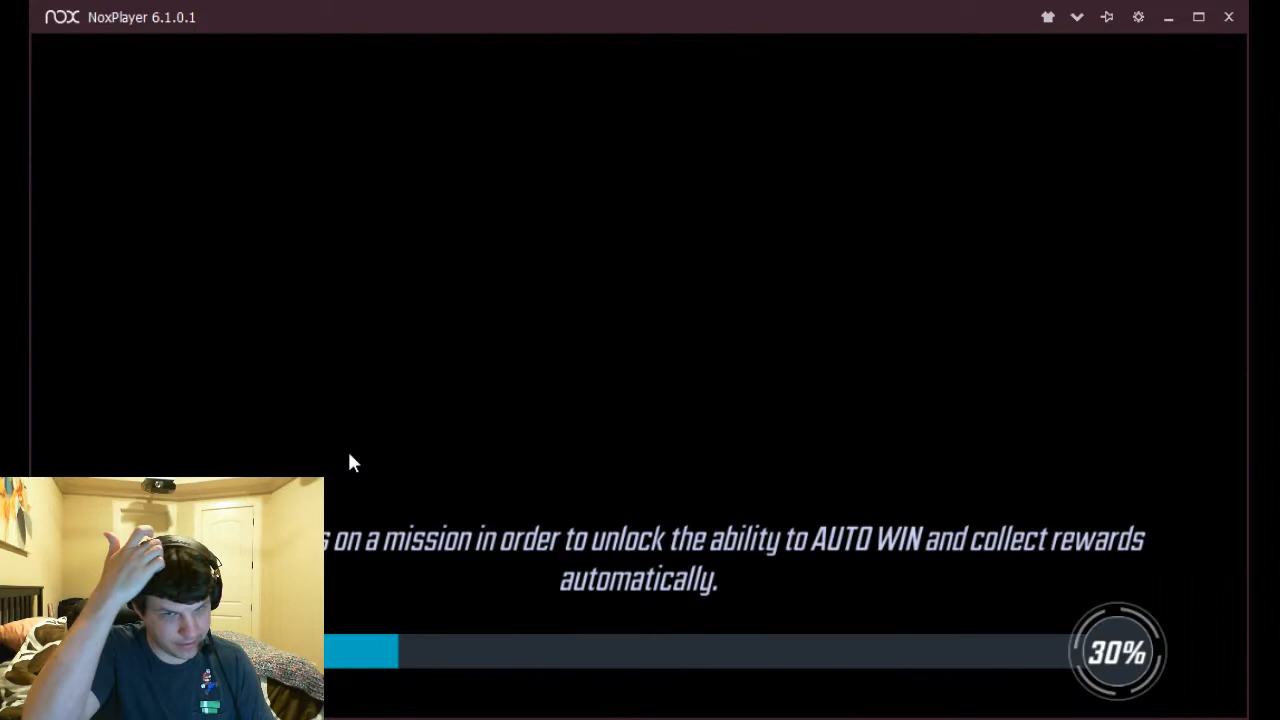 nox NoxPlayer 6.1.0.1
s on a mission in order to unlock the ability to AUTO WIN and collect rewards
automatically.
30%